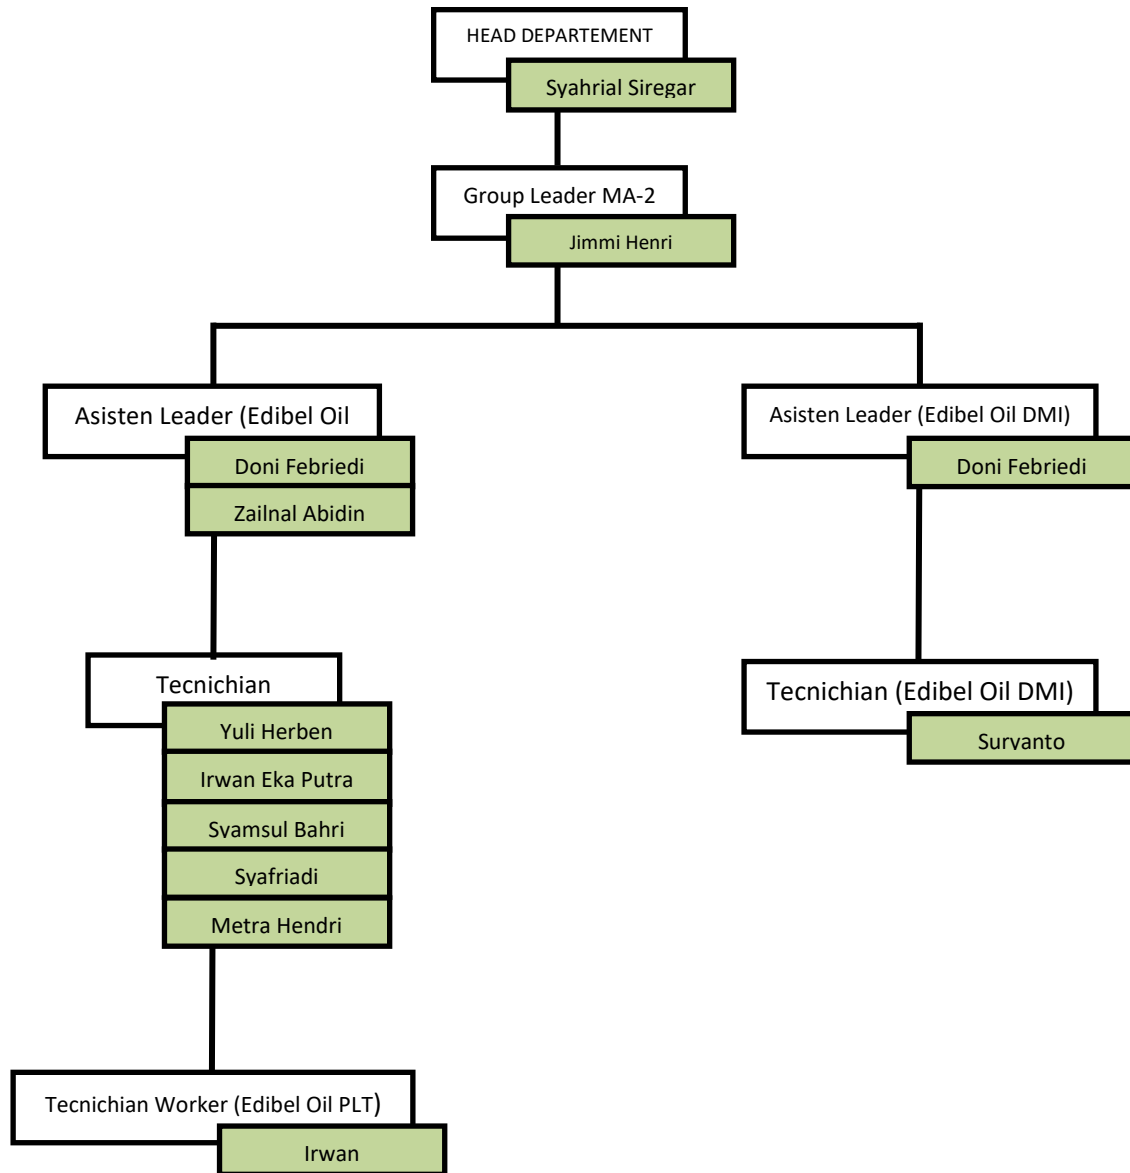 HEAD DEPARTEMENT
Syahrial Siregar
Group Leader MA-2
Jimmi Henri
Asisten Leader (Edibel Oil
Doni Febriedi
Zailnal Abidin
Asisten Leader (Edibel Oil DMI)
Doni Febriedi
Tecnichian
Yuli Herben
Irwan Eka Putra
Syamsul Bahri
Syafriadi
Metra Hendri
Tecnichian (Edibel Oil DMI)
Suryanto
Tecnichian Worker (Edibel Oil PLT)
Irwan